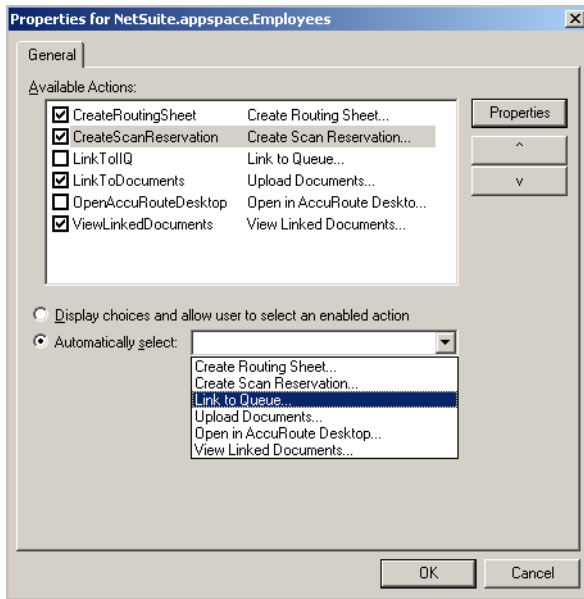 Properties for NetSuite.appspace.Employees
General
Available Actions:
CreateRoutingSheet Create Routing Sheet...
CreateScanReservation Create Scan Reservation...
LinkToIIQ Link to Queue...
LinkToDocuments Upload Documents...
OpenAccuRouteDesktop Open in AccuRoute Deskto...
ViewLinkedDocuments View Linked Documents...
Properties
^
v
Display choices and allow user to select an enabled action
Automatically select:
Create Routing Sheet...
Create Scan Reservation...
Link to Queue...
Upload Documents...
Open in AccuRoute Desktop...
View Linked Documents...
OK Cancel